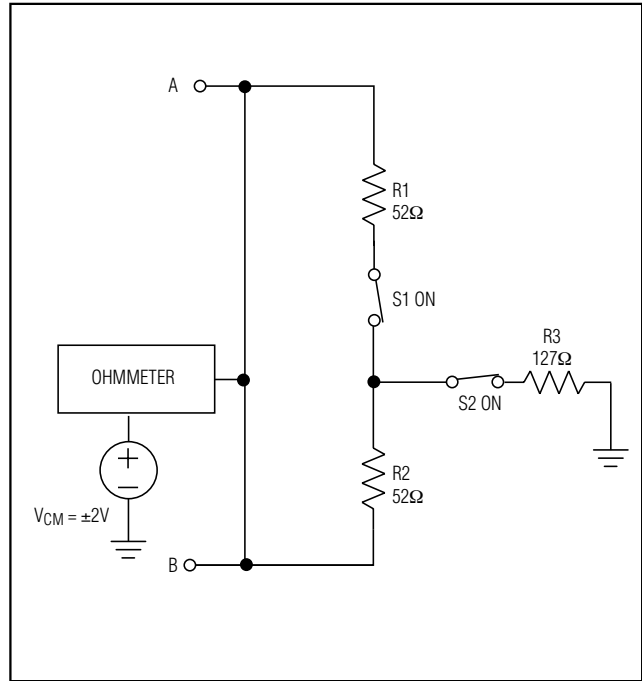 A
R1
52Ω
S1 ON
R3
127Ω
OHMMETER
S2 ON
+
−
R2
52Ω
VCM = ±2V
B